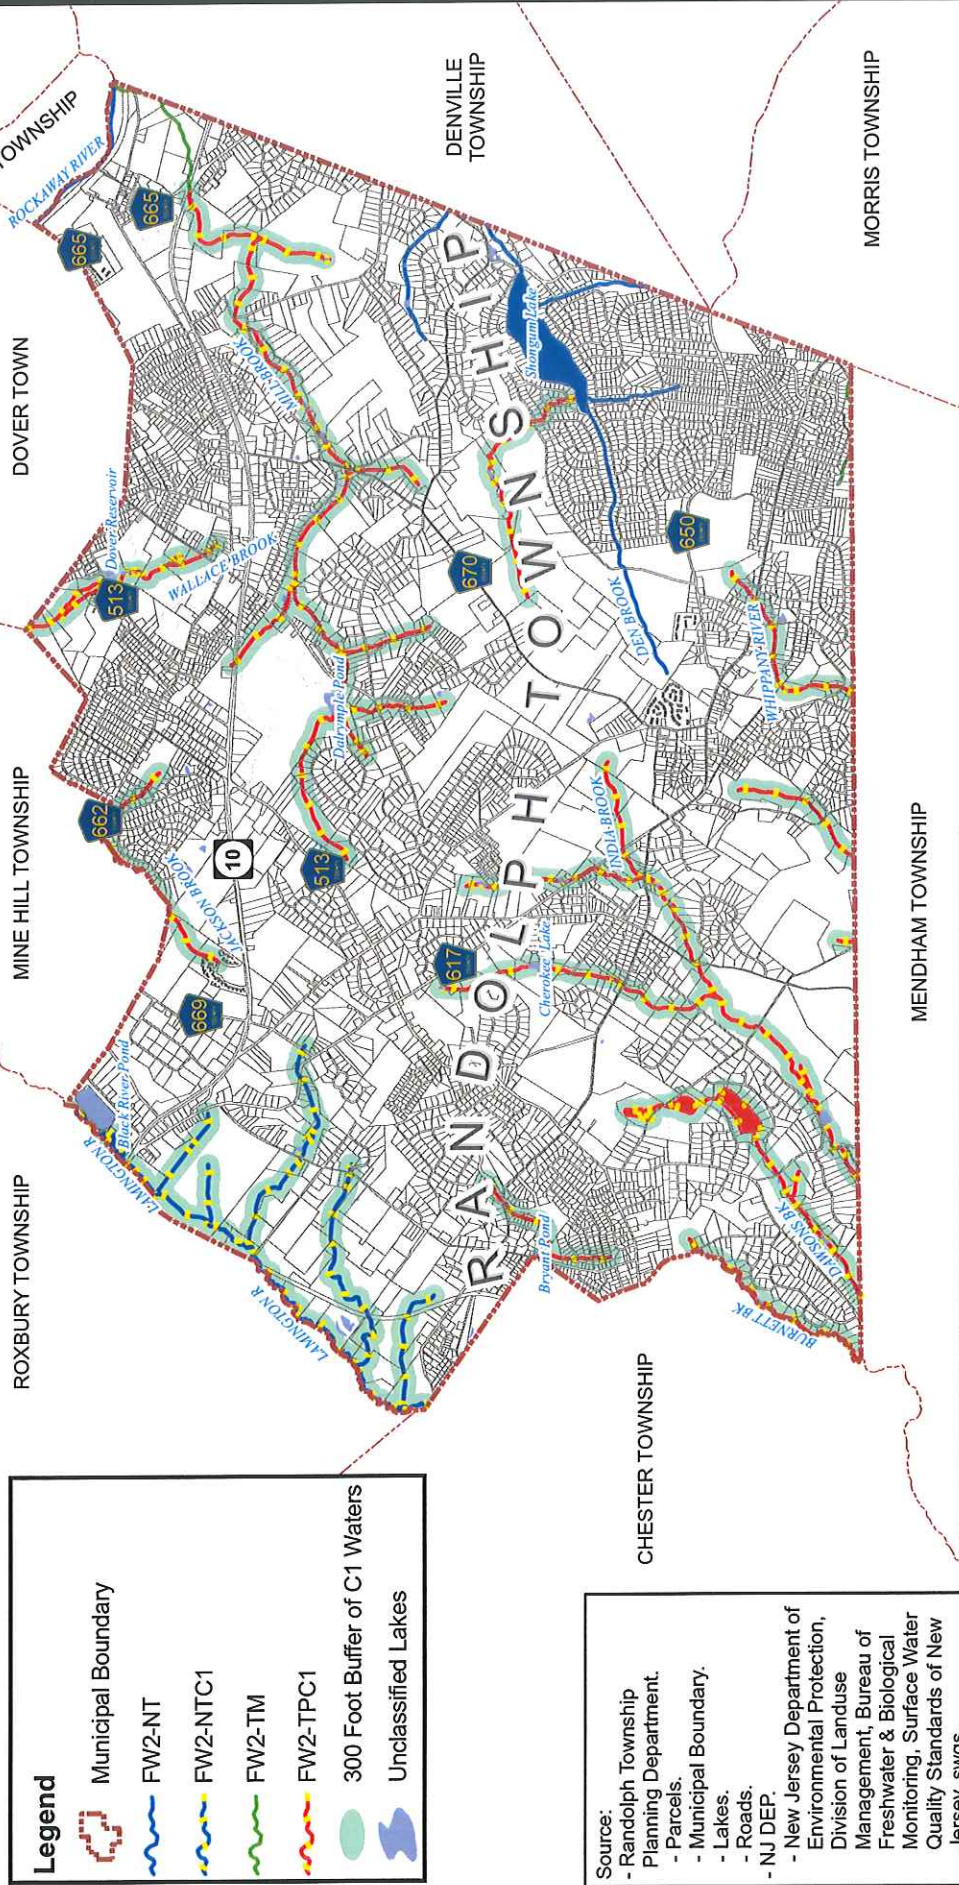 Legend
Municipal Boundary
FW2-NT
FW2-NTC1
FW2-TM
FW2-TPC1
300 Foot Buffer of C1 Waters
Unclassified Lakes
Source:
- Randolph Township
Planning Department.
- Parcels.
- Municipal Boundary.
- Lakes.
- Roads.
- NJ DEP.
- New Jersey Department of
Environmental Protection,
Division of Landuse
Management, Bureau of
Freshwater & Biological
Monitoring, Surface Water
Quality Standards of New
Jersey, swqs
ROXBURY TOWNSHIP
MINE HILL TOWNSHIP
DOVER TOWN
TOWNSHIP
DENVILLE
TOWNSHIP
MORRIS TOWNSHIP
MENDHAM TOWNSHIP
CHESTER TOWNSHIP
RANDOLPH TOWNSHIP
LAMINGTON R
LAMINGTON R
Black River Pond
JACKSON BROOK
WALLACE BROOK
Dover Reservoir
MILL BROOK
ROCKAWAY RIVER
Dalrymple Pond
Shongum Lake
DEN BROOK
WHIPPANY RIVER
INDIA BROOK
Cherokee Lake
Bryant Pond
DAWSONS BK
BURNETT BK
669
662
10
513
513
665
665
617
670
650